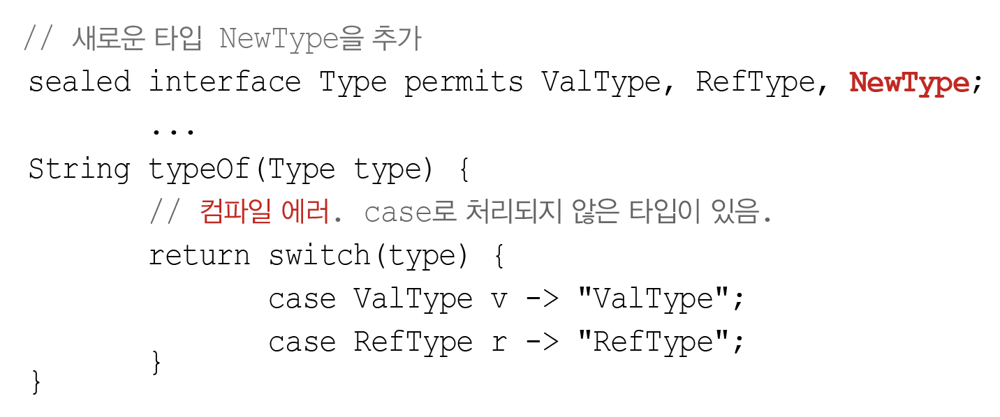 // 새로운 타입 NewType을 추가
sealed interface Type permits ValType, RefType, NewType;
...
String typeOf(Type type) {
// 컴파일 에러. case로 처리되지 않은 타입이 있음.
return switch(type) {
case ValType v -> "ValType";
case RefType r -> "RefType";
}
}